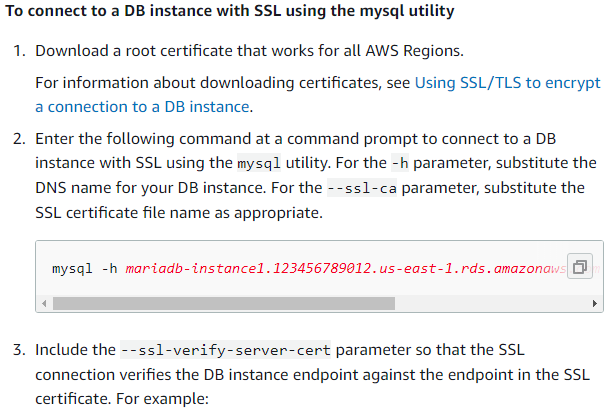 To connect to a DB instance with SSL using the mysql utility
1. Download a root certificate that works for all AWS Regions.
For information about downloading certificates, see Using SSL/TLS to encrypt
a connection to a DB instance.
2. Enter the following command at a command prompt to connect to a DB
instance with SSL using the mysql utility. For the -h parameter, substitute the
DNS name for your DB instance. For the --ssl-ca parameter, substitute the
SSL certificate file name as appropriate.
mysql -h mariadb-instance1.123456789012.us-east-1.rds.amazonaws
3. Include the --ssl-verify-server-cert parameter so that the SSL
connection verifies the DB instance endpoint against the endpoint in the SSL
certificate. For example: